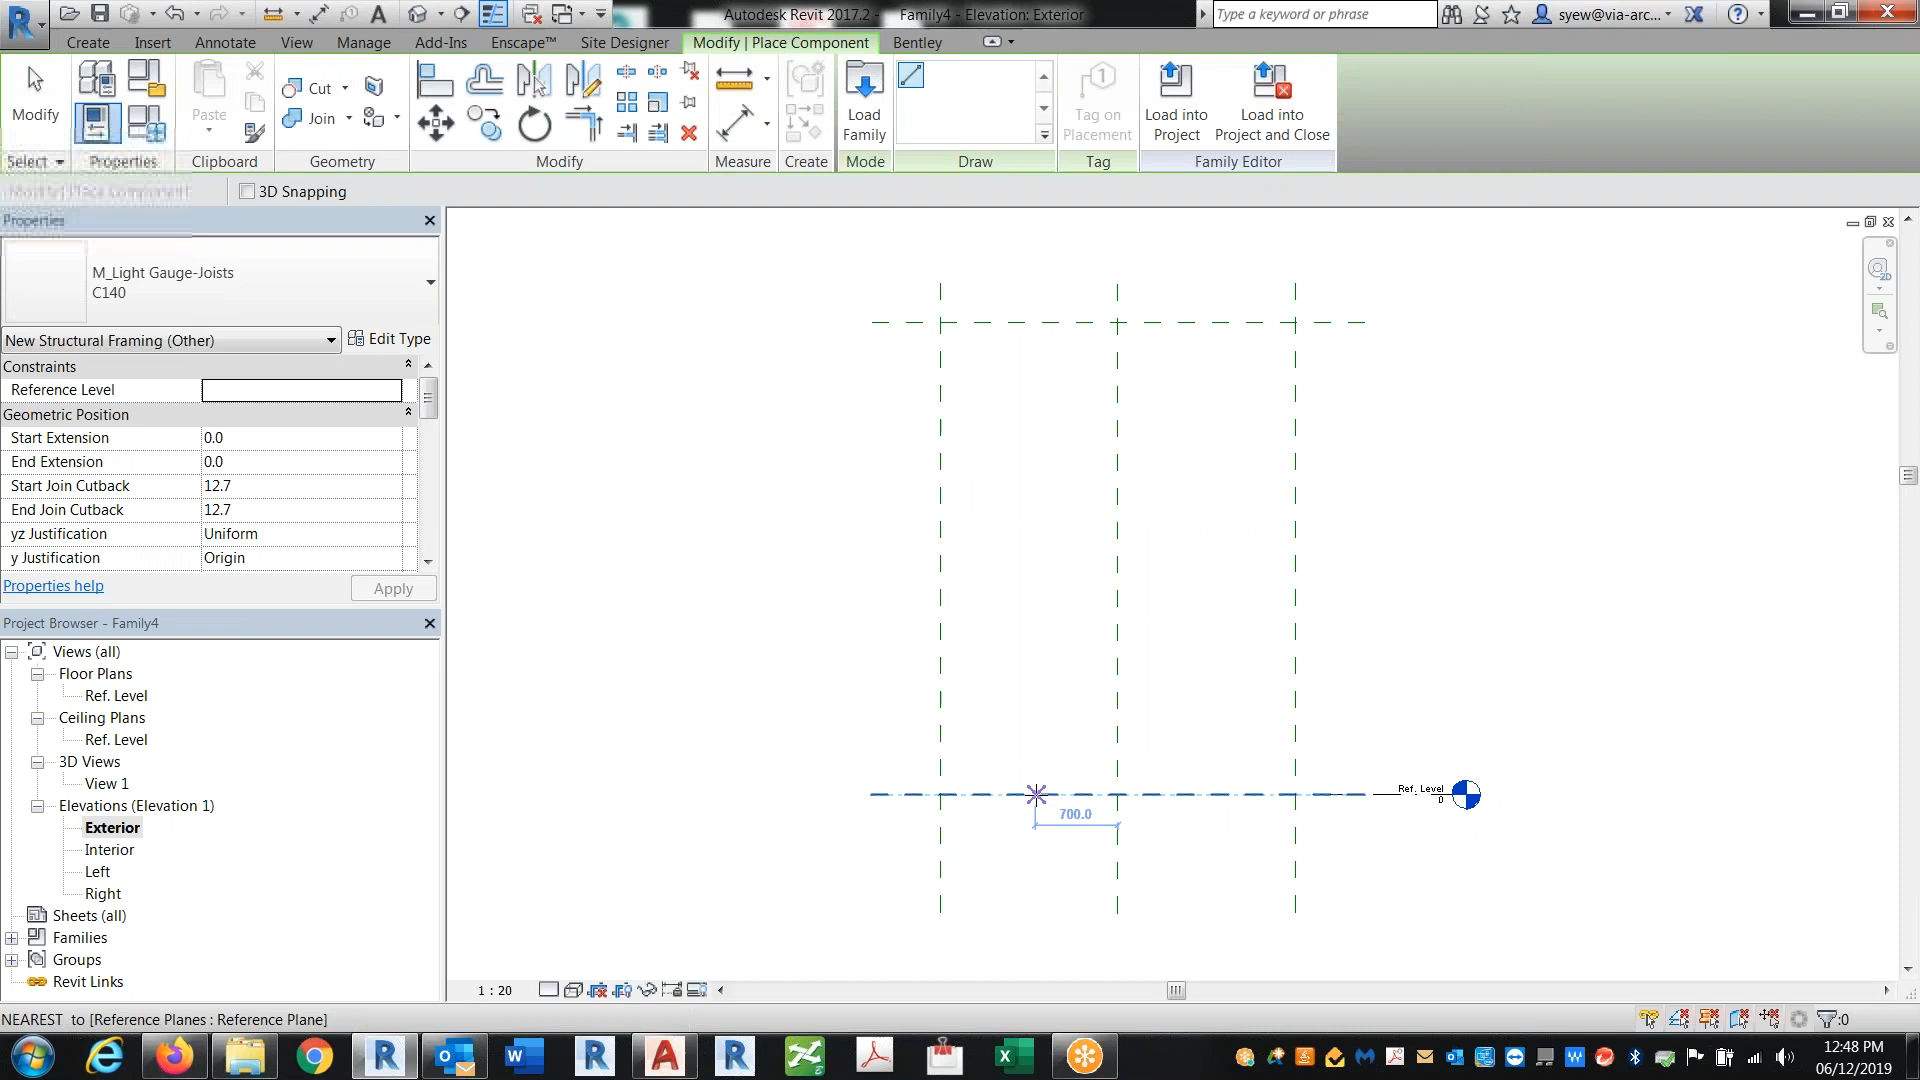 Autodesk Revit 2017.2 - Family4 - Elevation: Exterior
Type a keyword or phrase
syew@via-arc...
Create Insert Annotate View Manage Add-Ins Enscape™ Site Designer Modify | Place Component Bentley
Modify
Paste
Cut
Join
Load Family
Tag on Placement
Load into Project
Load into Project and Close
Select Properties Clipboard Geometry Modify Measure Create Mode Draw Tag Family Editor
Modify | Place Component
3D Snapping
Properties
M_Light Gauge-Joists
C140
New Structural Framing (Other)
Edit Type
Constraints
Reference Level
Geometric Position
Start Extension 0.0
End Extension 0.0
Start Join Cutback 12.7
End Join Cutback 12.7
yz Justification Uniform
y Justification Origin
Properties help
Apply
Project Browser - Family4
Views (all)
Floor Plans
Ref. Level
Ceiling Plans
Ref. Level
3D Views
View 1
Elevations (Elevation 1)
Exterior
Interior
Left
Right
Sheets (all)
Families
Groups
Revit Links
Ref. Level
0
700.0
1 : 20
NEAREST to [Reference Planes : Reference Plane]
:0
12:48 PM
06/12/2019